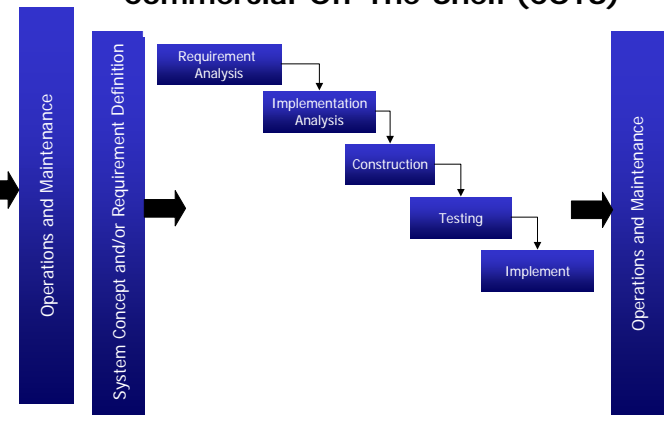 Commercial Off The Shelf (COTS)
Operations and Maintenance
System Concept and/or Requirement Definition
Requirement
Analysis
Implementation
Analysis
Construction
Testing
Implement
Operations and Maintenance